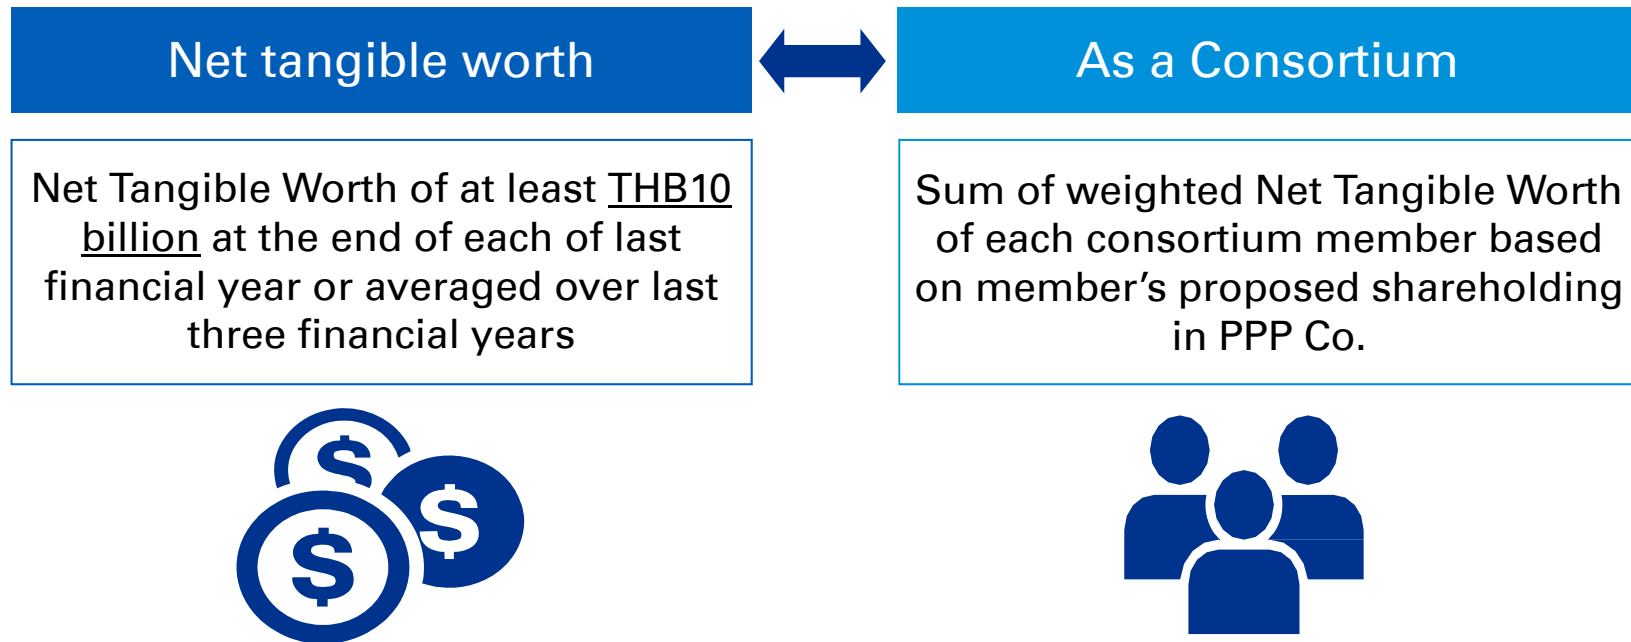 Net tangible worth
As a Consortium
Net Tangible Worth of at least THB10
billion at the end of each of last
financial year or averaged over last
three financial years
Sum of weighted Net Tangible Worth
of each consortium member based
on member’s proposed shareholding
in PPP Co.
$
$
$